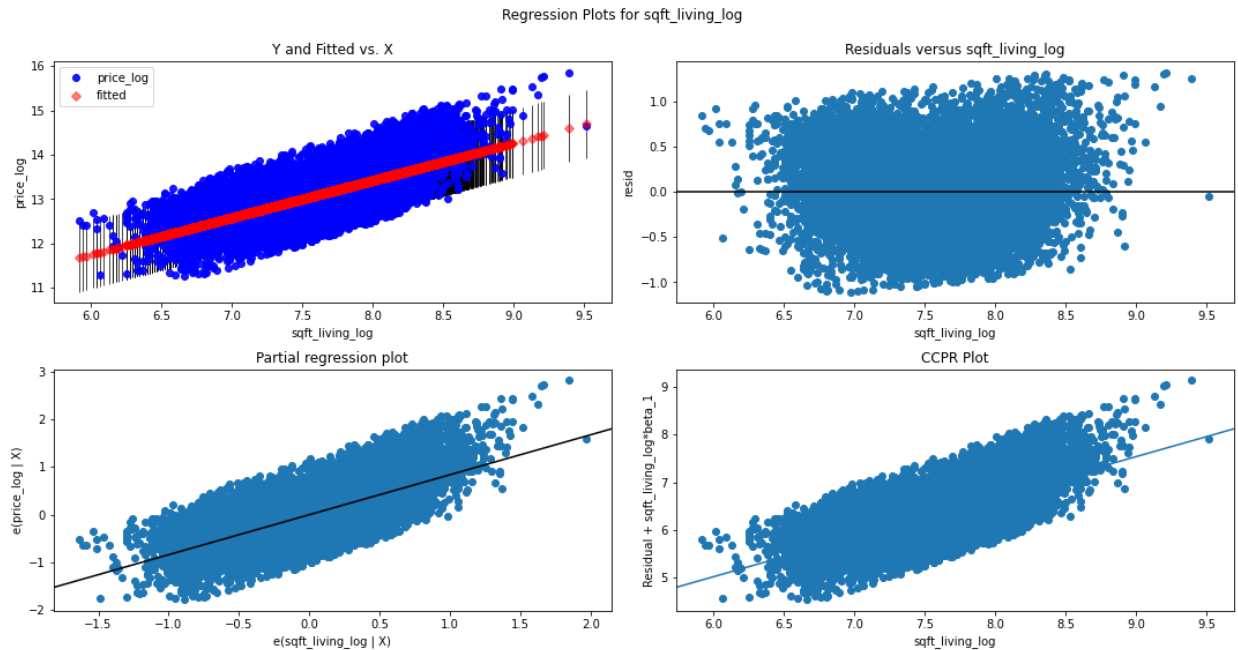 Regression Plots for sqft_living_log
Y and Fitted vs. X
price_log
fitted
16
15
14
13
12
11
price_log
6.0 6.5 7.0 7.5 8.0 8.5 9.0 9.5
sqft_living_log
Residuals versus sqft_living_log
1.0
0.5
0.0
−0.5
−1.0
resid
6.0 6.5 7.0 7.5 8.0 8.5 9.0 9.5
sqft_living_log
Partial regression plot
3
2
1
0
−1
−2
e(price_log | X)
−1.5 −1.0 −0.5 0.0 0.5 1.0 1.5 2.0
e(sqft_living_log | X)
CCPR Plot
9
8
7
6
5
Residual + sqft_living_log*beta_1
6.0 6.5 7.0 7.5 8.0 8.5 9.0 9.5
sqft_living_log